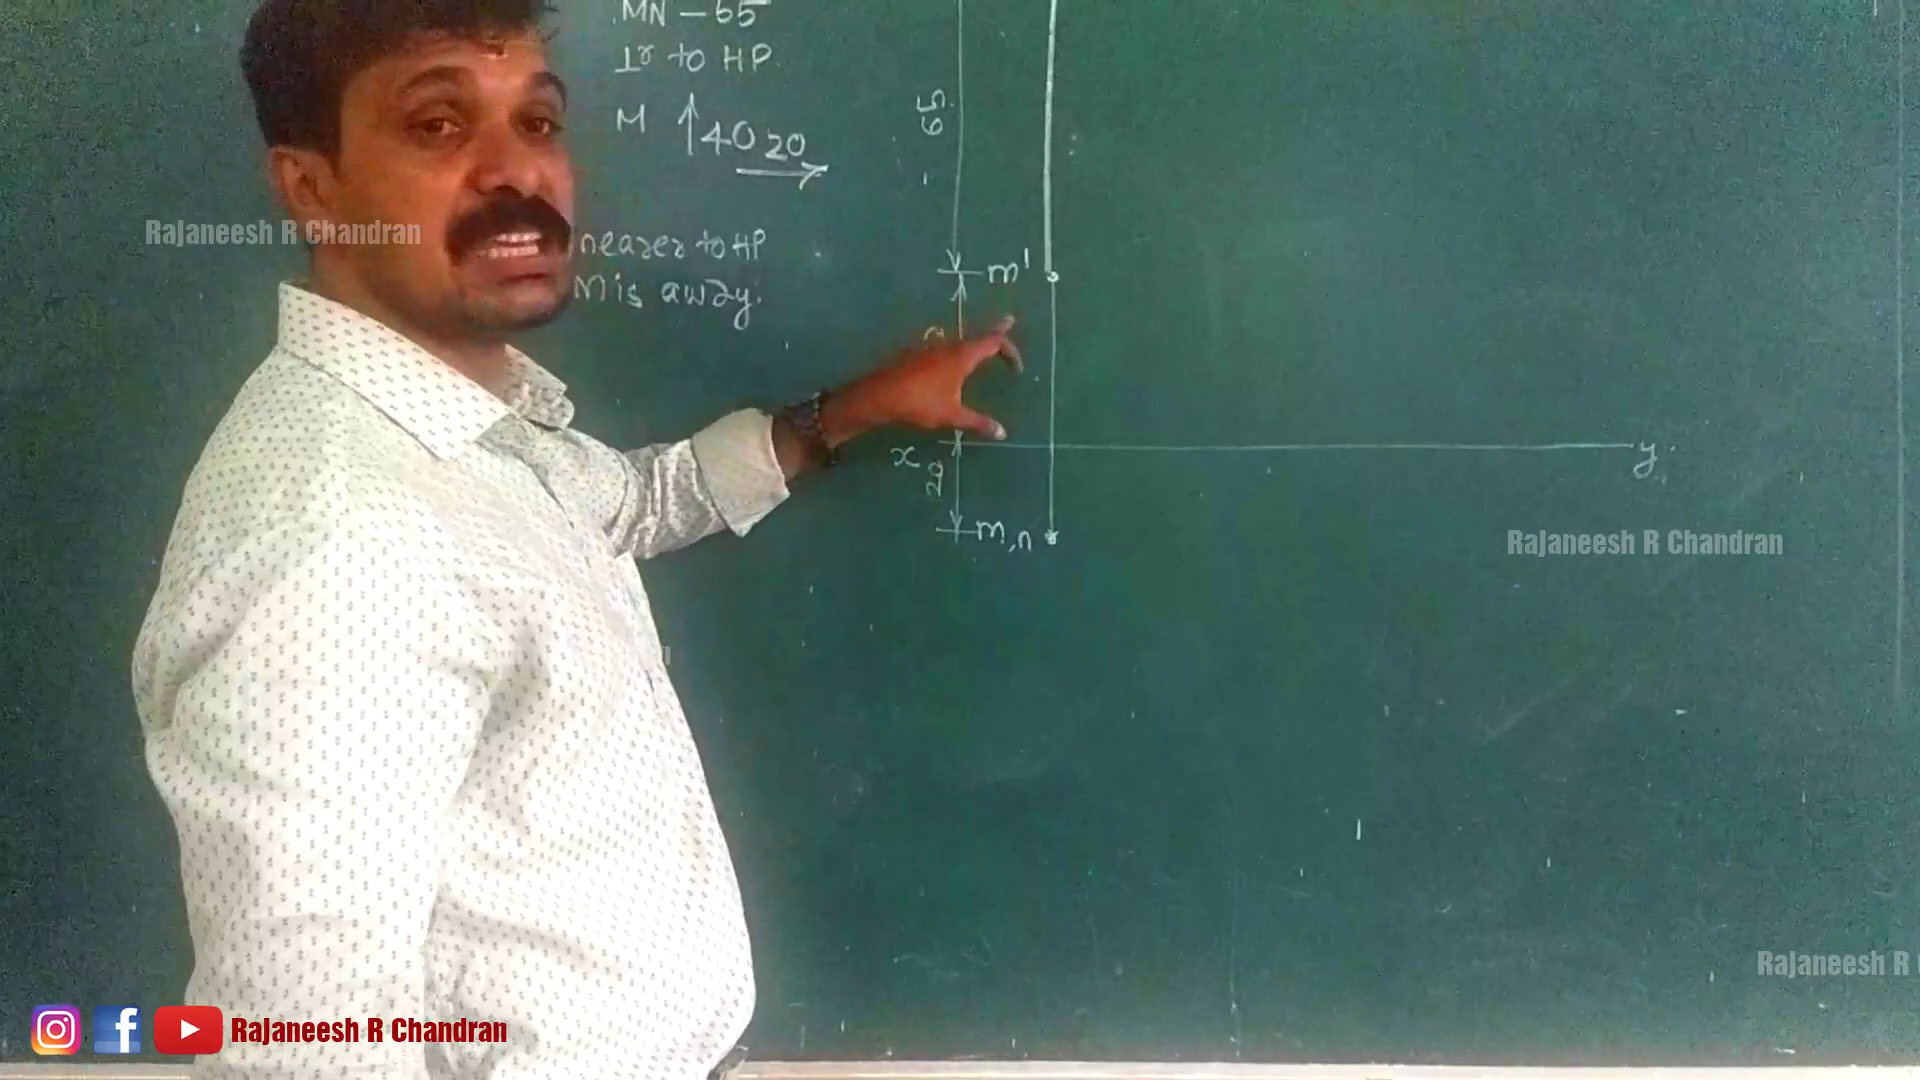 MN - 65
⊥r to HP
M ↑40 20
→
nearer to HP
M is away.
65
m'
x
y
20
m,n
Rajaneesh R Chandran
Rajaneesh R Chandran
Rajaneesh R
Rajaneesh R Chandran